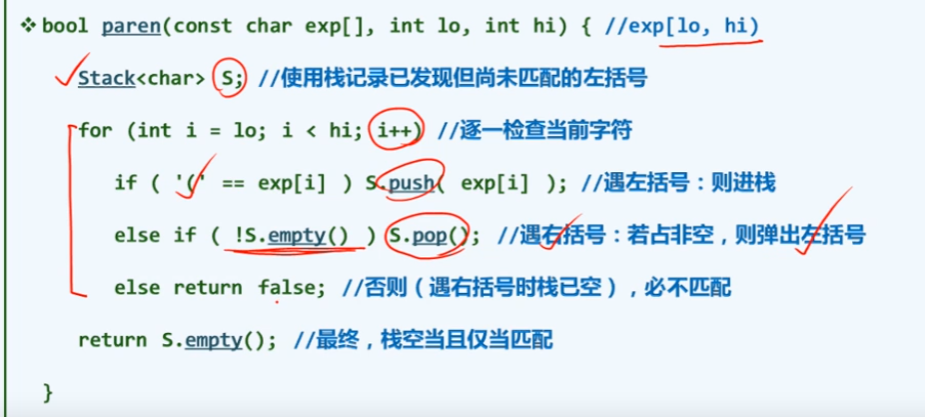 ❖bool paren(const char exp[], int lo, int hi) { //exp[lo, hi)
Stack<char> S; //使用栈记录已发现但尚未匹配的左括号
for (int i = lo; i < hi; i++) //逐一检查当前字符
if ( '(' == exp[i] ) S.push( exp[i] ); //遇左括号：则进栈
else if ( !S.empty() ) S.pop(); //遇右括号：若占非空，则弹出左括号
else return false; //否则（遇右括号时栈已空），必不匹配
return S.empty(); //最终，栈空当且仅当匹配
}